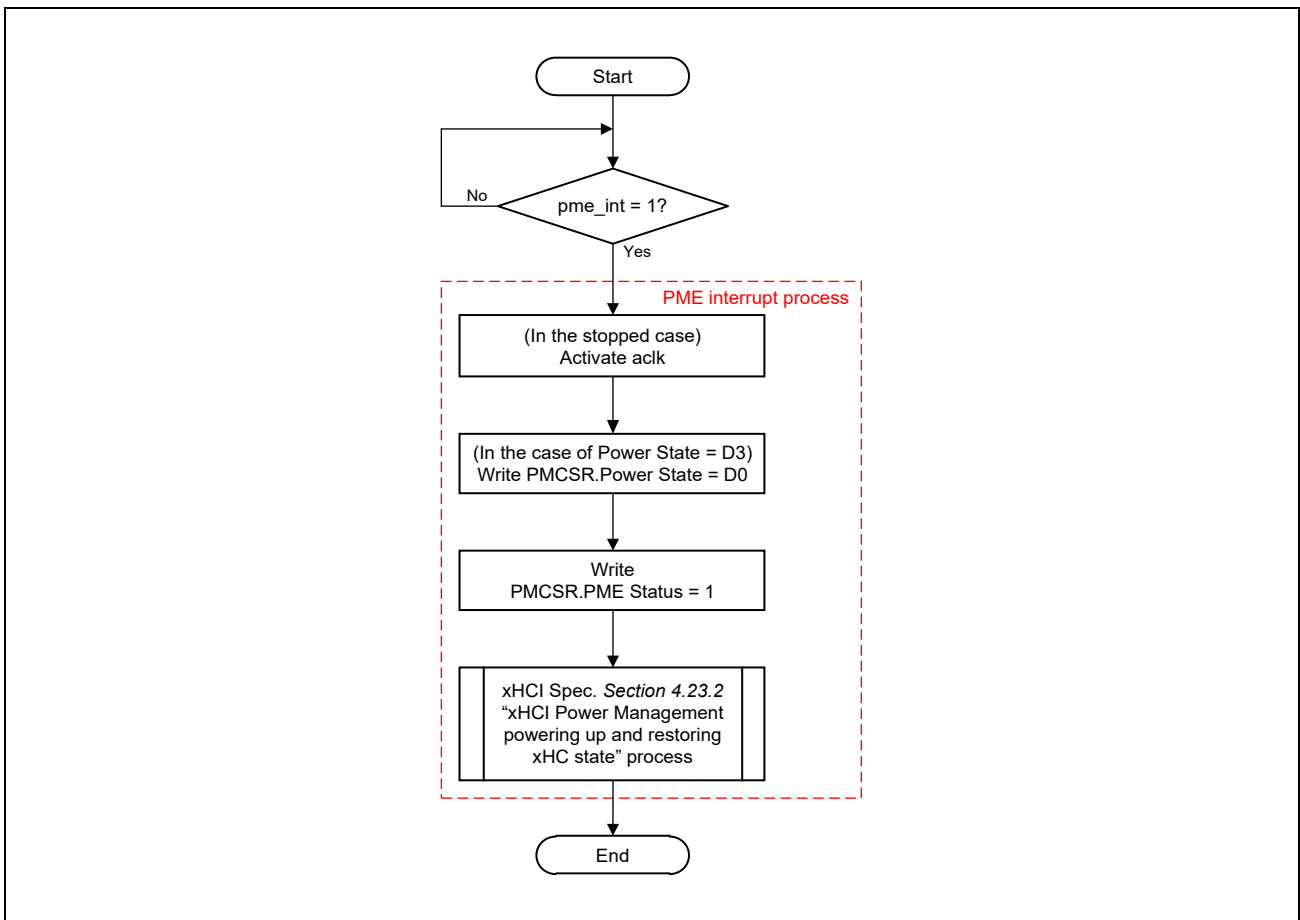 Start
No
pme_int = 1?
Yes
PME interrupt process
(In the stopped case)
Activate aclk
(In the case of Power State = D3)
Write PMCSR.Power State = D0
Write
PMCSR.PME Status = 1
xHCI Spec. Section 4.23.2
“xHCI Power Management
powering up and restoring
xHC state” process
End